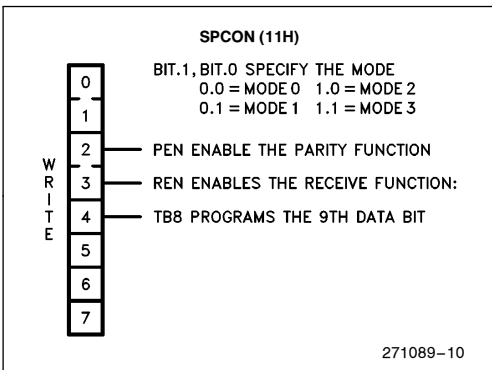 SPCON (11H)
BIT.1, BIT.0 SPECIFY THE MODE
0.0 = MODE 0 1.0 = MODE 2
0.1 = MODE 1 1.1 = MODE 3
WRITE
0
1
2 PEN ENABLE THE PARITY FUNCTION
3 REN ENABLES THE RECEIVE FUNCTION:
4 TB8 PROGRAMS THE 9TH DATA BIT
5
6
7
271089–10